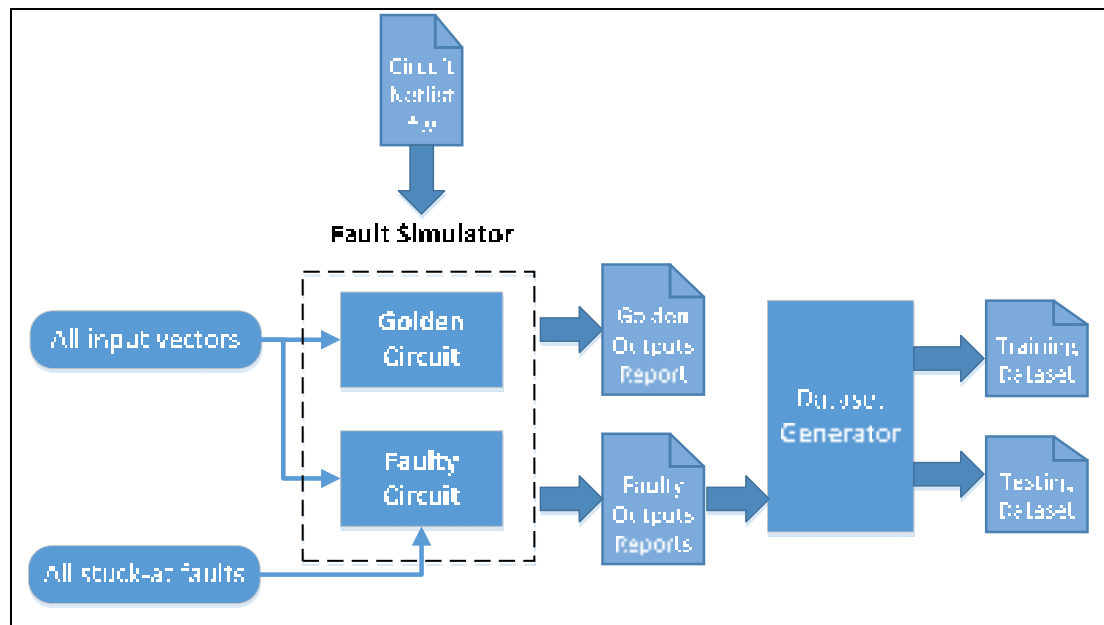 Circuit
Netlist
Fault Simulator
All input vectors
Golden
Circuit
Golden
Outputs
Report
Training
Dataset
Dataset
Generator
Faulty
Circuit
Faulty
Outputs
Reports
Testing
Dataset
All stuck-at faults